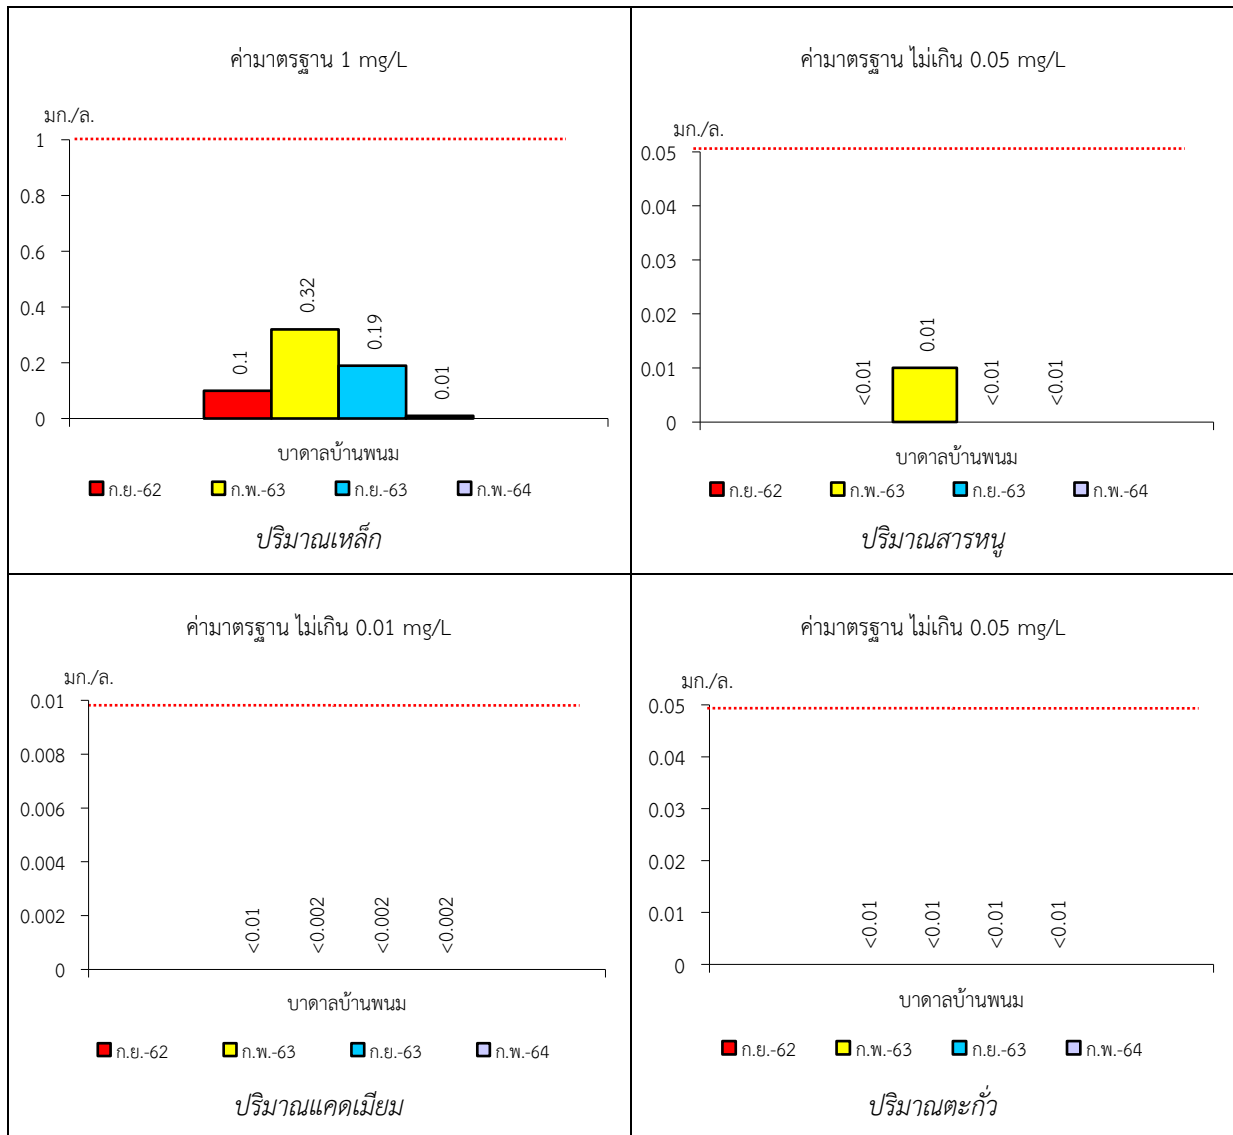 ค่ามาตรฐาน 1 mg/L
มก./ล.
1
0.8
0.6
0.4
0.2
0
0.1
0.32
0.19
0.01
บาดาลบ้านพนม
ก.ย.-62 ก.พ.-63 ก.ย.-63 ก.พ.-64
ปริมาณเหล็ก
ค่ามาตรฐาน ไม่เกิน 0.05 mg/L
มก./ล.
0.05
0.04
0.03
0.02
0.01
0
<0.01
0.01
<0.01
<0.01
บาดาลบ้านพนม
ก.ย.-62 ก.พ.-63 ก.ย.-63 ก.พ.-64
ปริมาณสารหนู
ค่ามาตรฐาน ไม่เกิน 0.01 mg/L
มก./ล.
0.01
0.008
0.006
0.004
0.002
0
<0.01
<0.002
<0.002
<0.002
บาดาลบ้านพนม
ก.ย.-62 ก.พ.-63 ก.ย.-63 ก.พ.-64
ปริมาณแคดเมียม
ค่ามาตรฐาน ไม่เกิน 0.05 mg/L
มก./ล.
0.05
0.04
0.03
0.02
0.01
0
<0.01
<0.01
<0.01
<0.01
บาดาลบ้านพนม
ก.ย.-62 ก.พ.-63 ก.ย.-63 ก.พ.-64
ปริมาณตะกั่ว